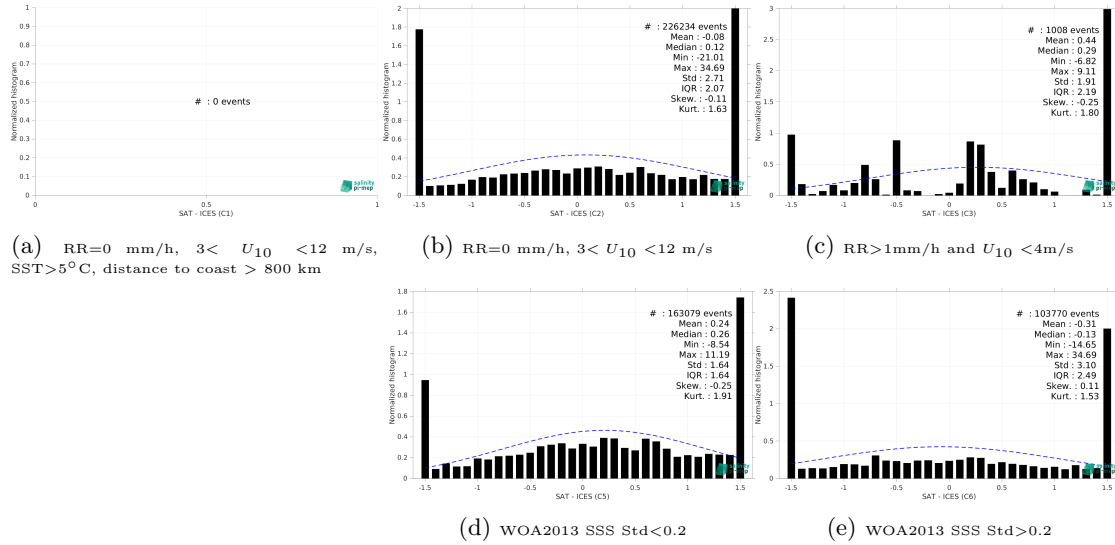 1
0.9
0.8
0.7
0.6
0.5
0.4
0.3
0.2
0.1
0
Normalized histogram
# : 0 events
salinity
pi-mep
0 0.5 1
SAT - ICES (C1)
(a) RR=0 mm/h, 3< U10 <12 m/s,
SST>5°C, distance to coast > 800 km
2
1.8
1.6
1.4
1.2
1
0.8
0.6
0.4
0.2
0
Normalized histogram
# : 226234 events
Mean : -0.08
Median : 0.12
Min : -21.01
Max : 34.69
Std : 2.71
IQR : 2.07
Skew. : -0.11
Kurt. : 1.63
salinity
pi-mep
-1.5 -1 -0.5 0 0.5 1 1.5
SAT - ICES (C2)
(b) RR=0 mm/h, 3< U10 <12 m/s
3
2.5
2
1.5
1
0.5
0
Normalized histogram
# : 1008 events
Mean : 0.44
Median : 0.29
Min : -6.82
Max : 9.11
Std : 1.91
IQR : 2.19
Skew. : -0.25
Kurt. : 1.80
salinity
pi-mep
-1.5 -1 -0.5 0 0.5 1 1.5
SAT - ICES (C3)
(c) RR>1mm/h and U10 <4m/s
1.8
1.6
1.4
1.2
1
0.8
0.6
0.4
0.2
0
Normalized histogram
# : 163079 events
Mean : 0.24
Median : 0.26
Min : -8.54
Max : 11.19
Std : 1.64
IQR : 1.64
Skew. : -0.25
Kurt. : 1.91
salinity
pi-mep
-1.5 -1 -0.5 0 0.5 1 1.5
SAT - ICES (C5)
(d) WOA2013 SSS Std<0.2
2.5
2
1.5
1
0.5
0
Normalized histogram
# : 103770 events
Mean : -0.31
Median : -0.13
Min : -14.65
Max : 34.69
Std : 3.10
IQR : 2.49
Skew. : 0.11
Kurt. : 1.53
salinity
pi-mep
-1.5 -1 -0.5 0 0.5 1 1.5
SAT - ICES (C6)
(e) WOA2013 SSS Std>0.2